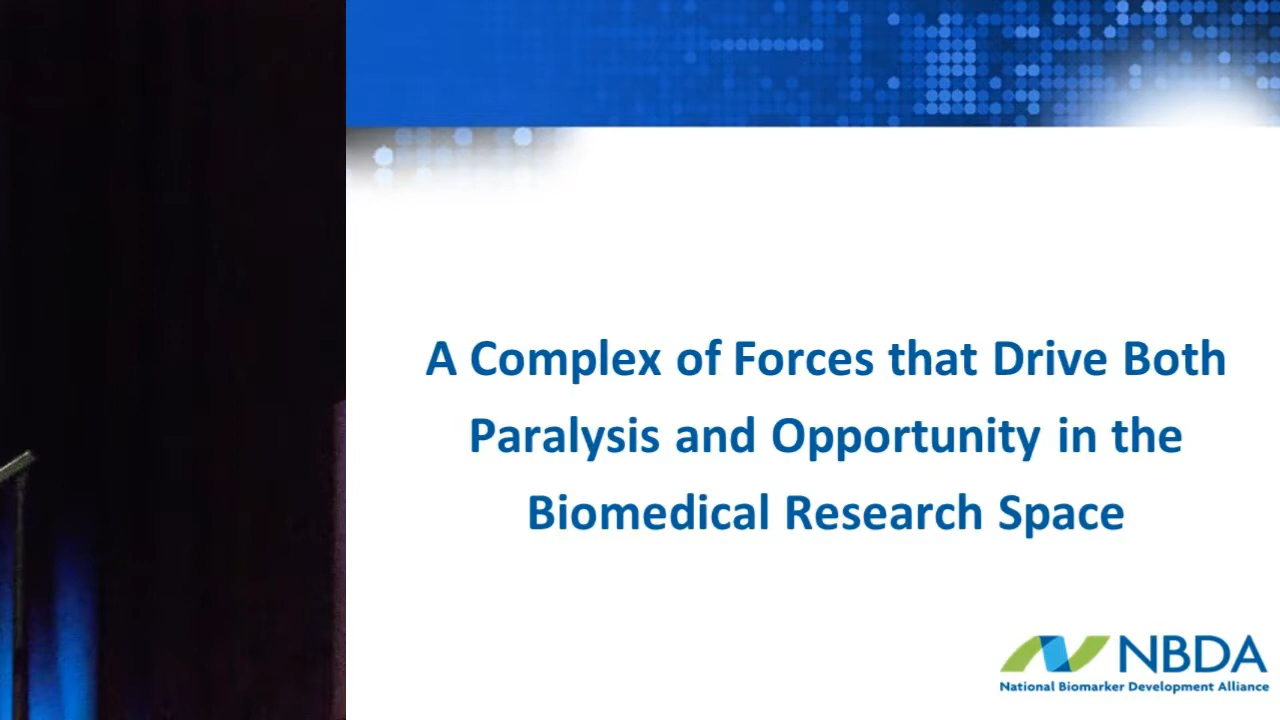 A Complex of Forces that Drive Both
Paralysis and Opportunity in the
Biomedical Research Space
NBDA
National Biomarker Development Alliance